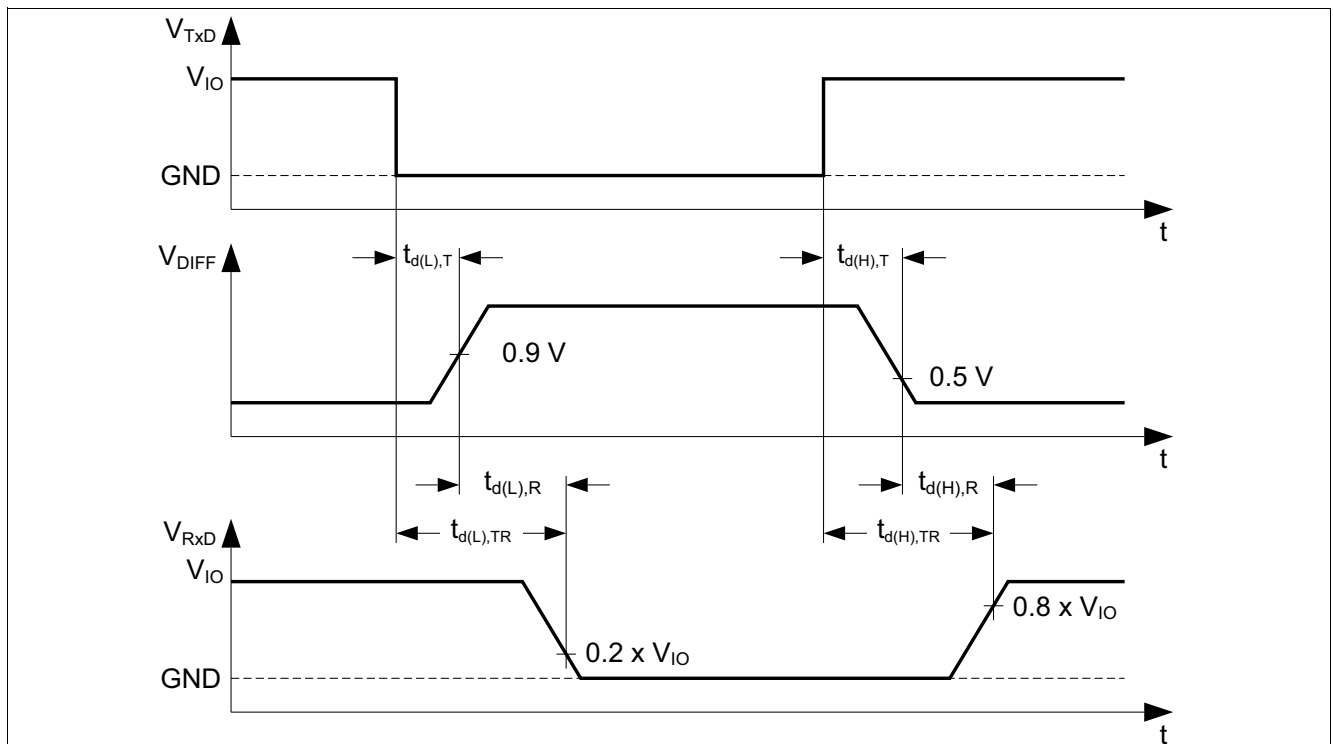 V_TxD
V_IO
GND
t
V_DIFF
t_d(L),T
t_d(H),T
0.9 V
0.5 V
t
t_d(L),R
t_d(H),R
V_RxD
t_d(L),TR
t_d(H),TR
V_IO
0.8 x V_IO
0.2 x V_IO
GND
t